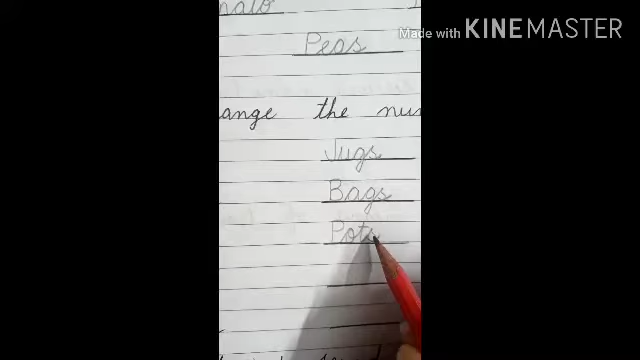 Made with KINEMASTER
Peas
ange the nu
Jugs
Bags
Pots